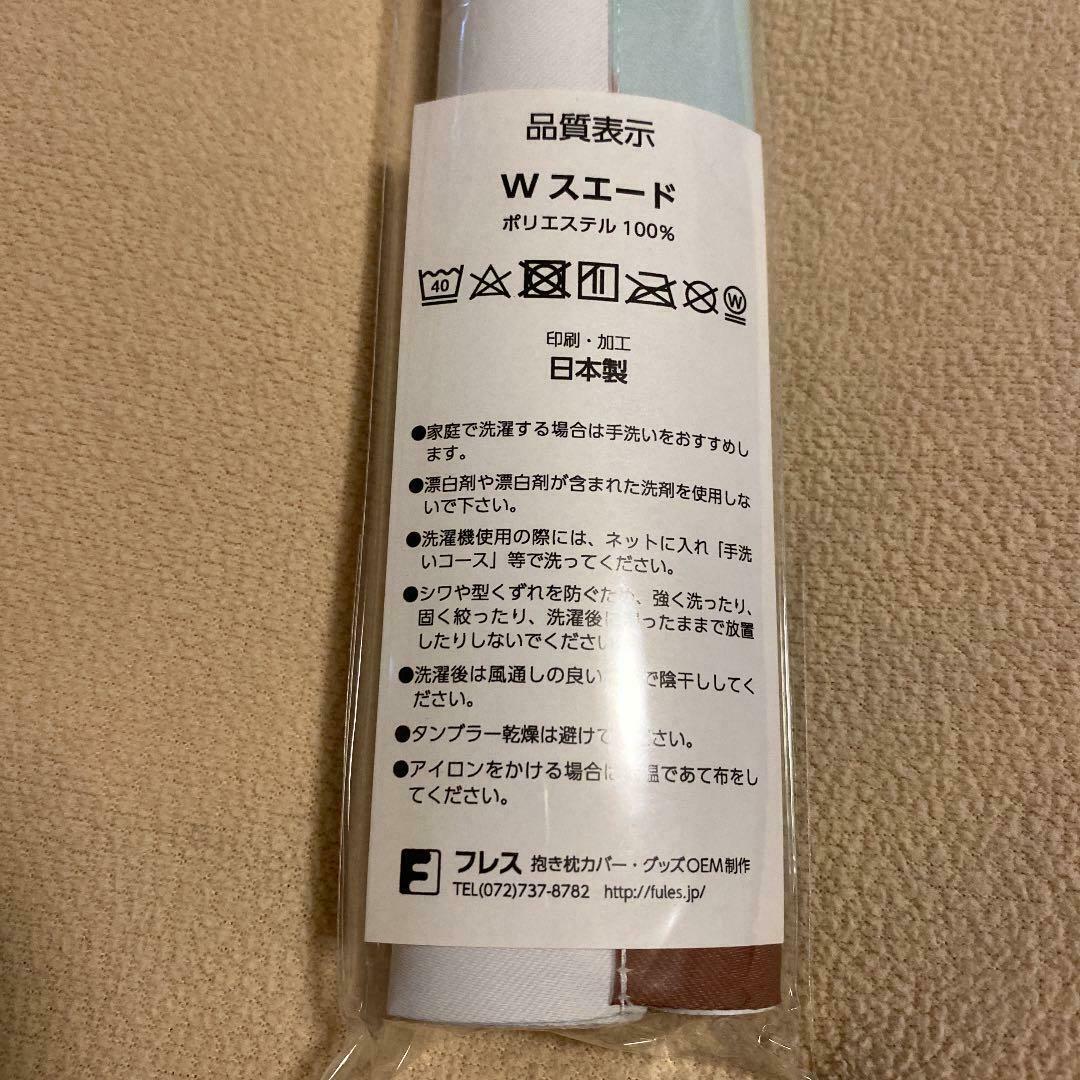 品質表示
W スエード
ポリエステル 100%
40
W
印刷・加工
日本製
●家庭で洗濯する場合は手洗いをおすすめし
ます。
●漂白剤や漂白剤が含まれた洗剤を使用しな
いで下さい。
●洗濯機使用の際には、ネットに入れ「手洗
いコース」等で洗ってください。
●シワや型くずれを防ぐため、強く洗ったり、
固く絞ったり、洗濯後に ったままで放置
したりしないでください。
●洗濯後は風通しの良い で陰干ししてく
ださい。
●タンブラー乾燥は避けてください。
●アイロンをかける場合は 温であて布をし
てください。
フレス 抱き枕カバー・グッズOEM制作
TEL(072)737-8782 http://fules.jp/